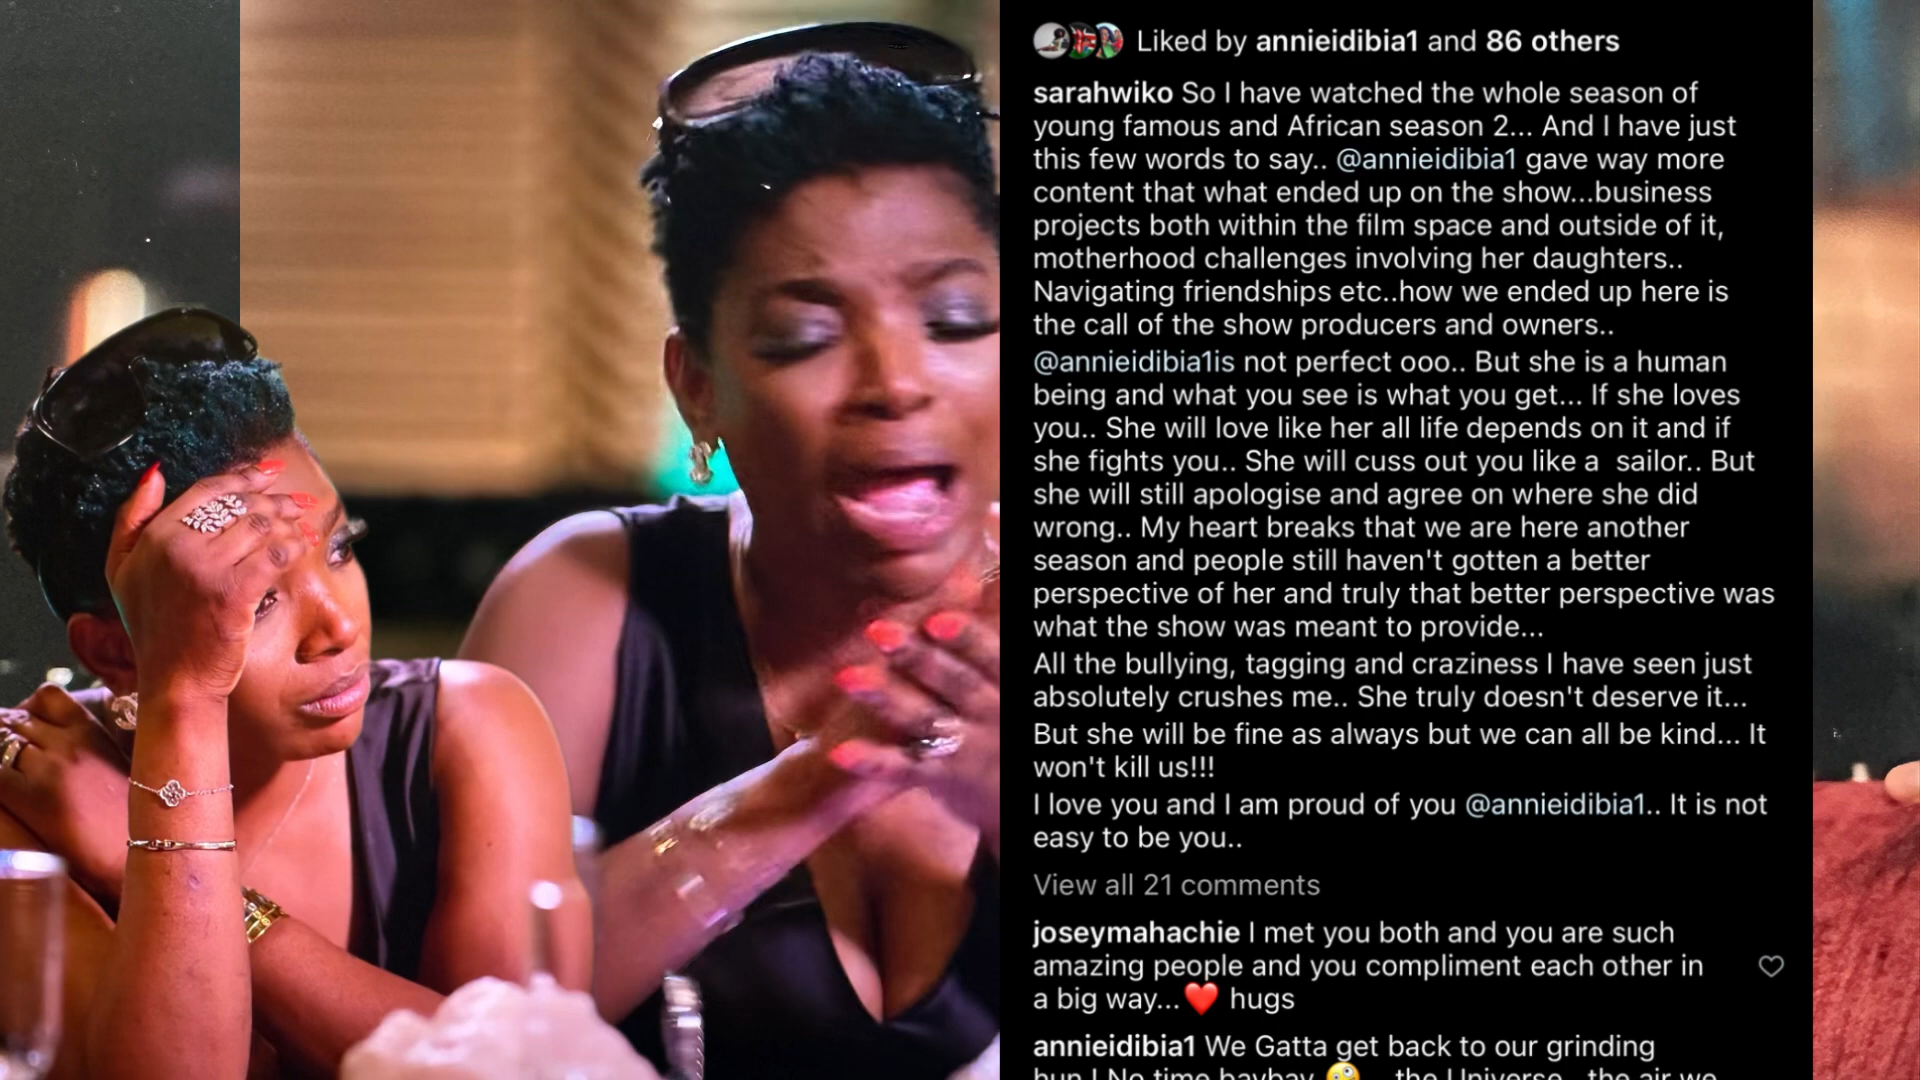 Liked by annieidibia1 and 86 others
sarahwiko So I have watched the whole season of
young famous and African season 2... And I have just
this few words to say.. @annieidibia1 gave way more
content that what ended up on the show...business
projects both within the film space and outside of it,
motherhood challenges involving her daughters..
Navigating friendships etc..how we ended up here is
the call of the show producers and owners..
@annieidibia1is not perfect ooo.. But she is a human
being and what you see is what you get... If she loves
you.. She will love like her all life depends on it and if
she fights you.. She will cuss out you like a sailor.. But
she will still apologise and agree on where she did
wrong.. My heart breaks that we are here another
season and people still haven't gotten a better
perspective of her and truly that better perspective was
what the show was meant to provide...
All the bullying, tagging and craziness I have seen just
absolutely crushes me.. She truly doesn't deserve it...
But she will be fine as always but we can all be kind... It
won't kill us!!!
I love you and I am proud of you @annieidibia1.. It is not
easy to be you..
View all 21 comments
joseymahachie I met you both and you are such
amazing people and you compliment each other in
a big way...❤️ hugs
annieidibia1 We Gatta get back to our grinding
hun ! No time baybay 🙄 .. the Universe.. the air we